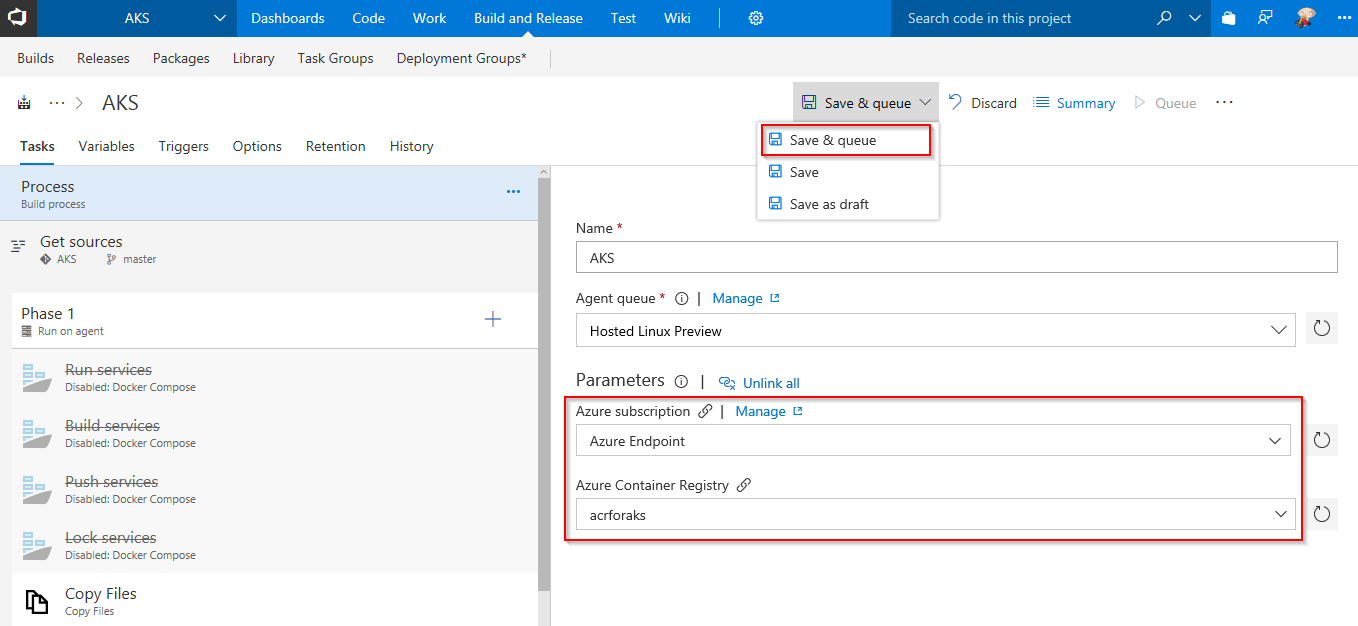 AKS Dashboards Code Work Build and Release Test Wiki Search code in this project
Builds Releases Packages Library Task Groups Deployment Groups*
··· AKS Save & queue Discard Summary Queue ···
Save & queue
Save
Save as draft
Tasks Variables Triggers Options Retention History
Process
Build process
Get sources
AKS master
Phase 1
Run on agent
Run services
Disabled: Docker Compose
Build services
Disabled: Docker Compose
Push services
Disabled: Docker Compose
Lock services
Disabled: Docker Compose
Copy Files
Copy Files
Name *
AKS
Agent queue * | Manage
Hosted Linux Preview
Parameters | Unlink all
Azure subscription | Manage
Azure Endpoint
Azure Container Registry
acrforaks